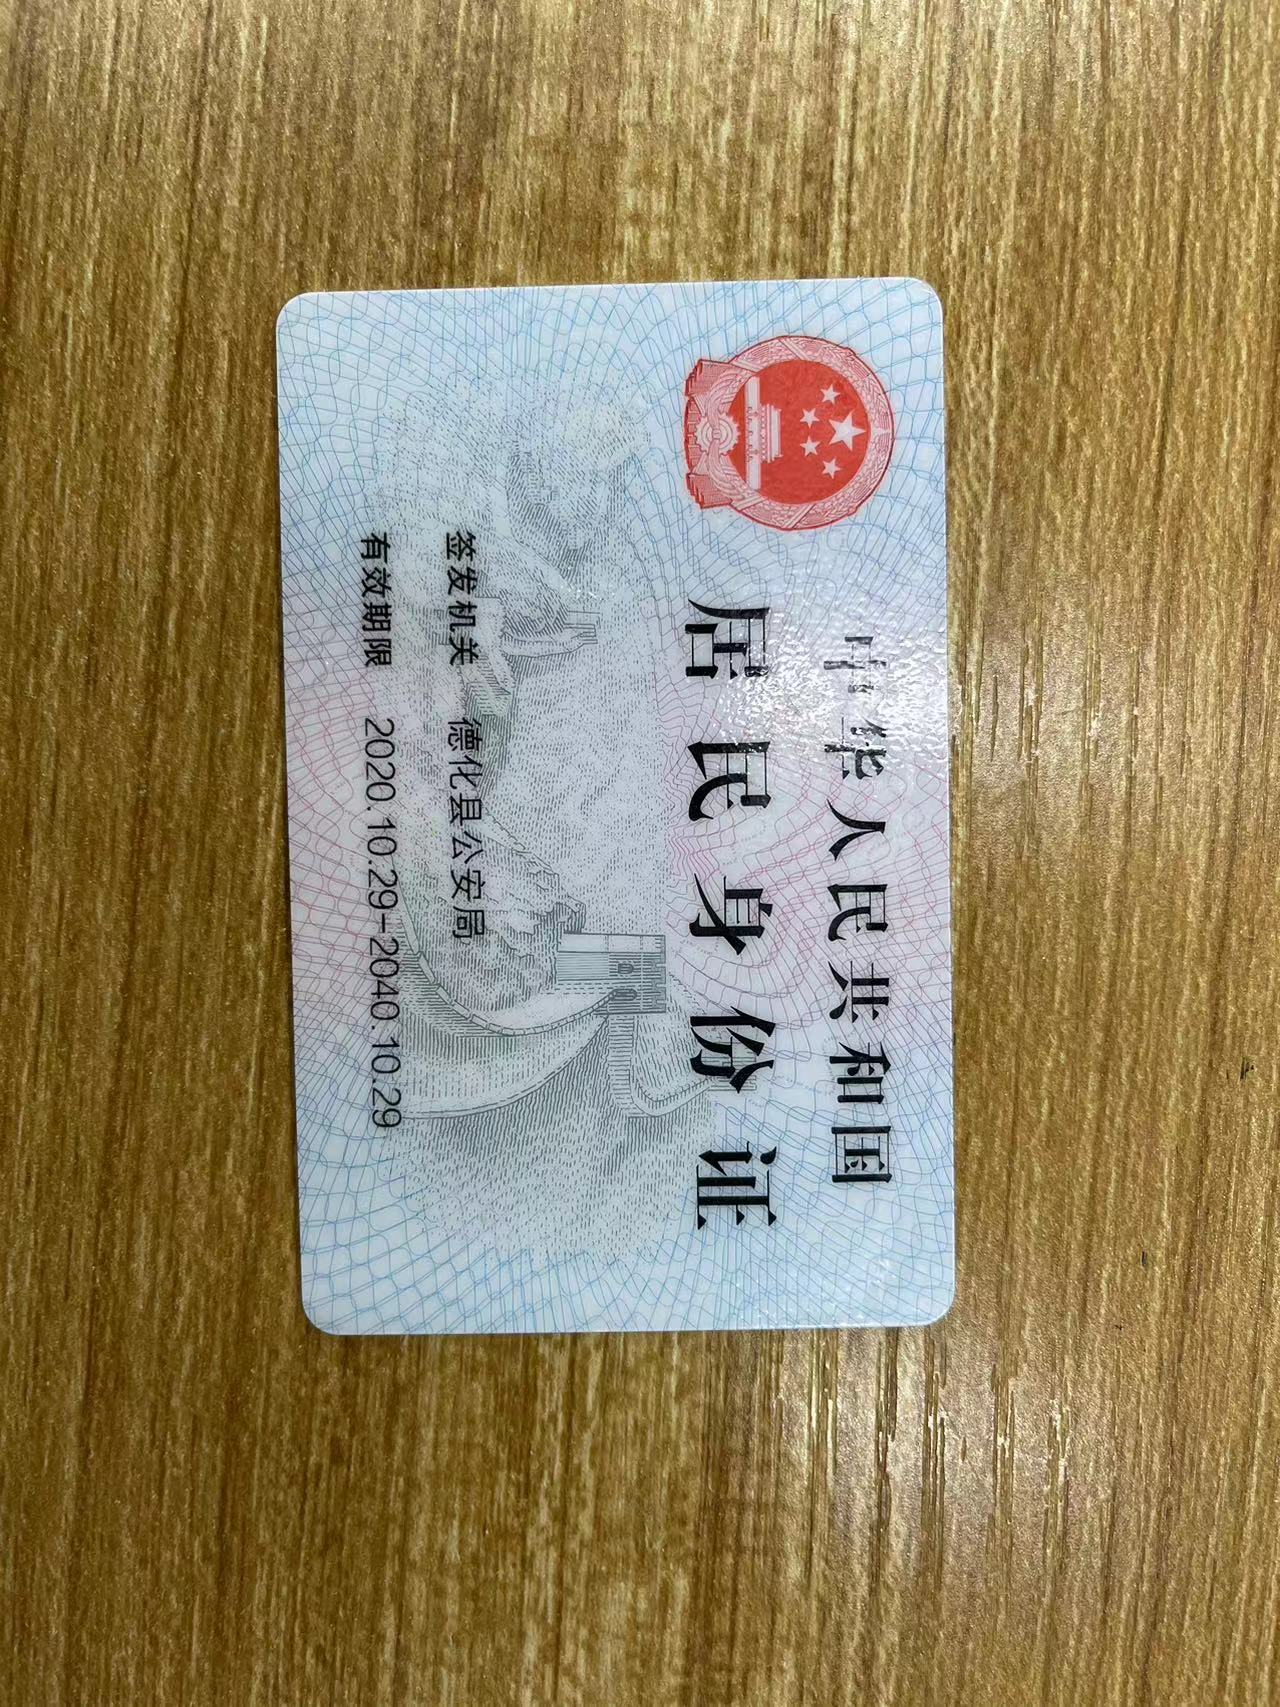 中华人民共和国
居民身份证
签发机关 德化县公安局
有效期限 2020.10.29-2040.10.29